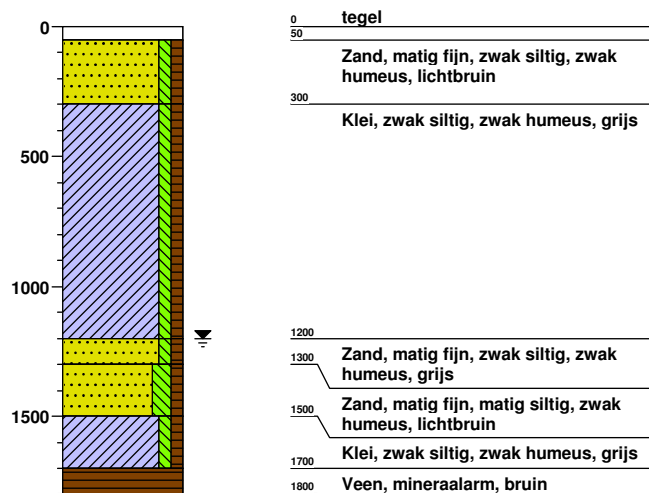 0
500
1000
1500
0 tegel
50
Zand, matig fijn, zwak siltig, zwak
humeus, lichtbruin
300
Klei, zwak siltig, zwak humeus, grijs
1200
Zand, matig fijn, zwak siltig, zwak
humeus, grijs
1300
Zand, matig fijn, matig siltig, zwak
humeus, lichtbruin
1500
Klei, zwak siltig, zwak humeus, grijs
1700
Veen, mineraalarm, bruin
1800